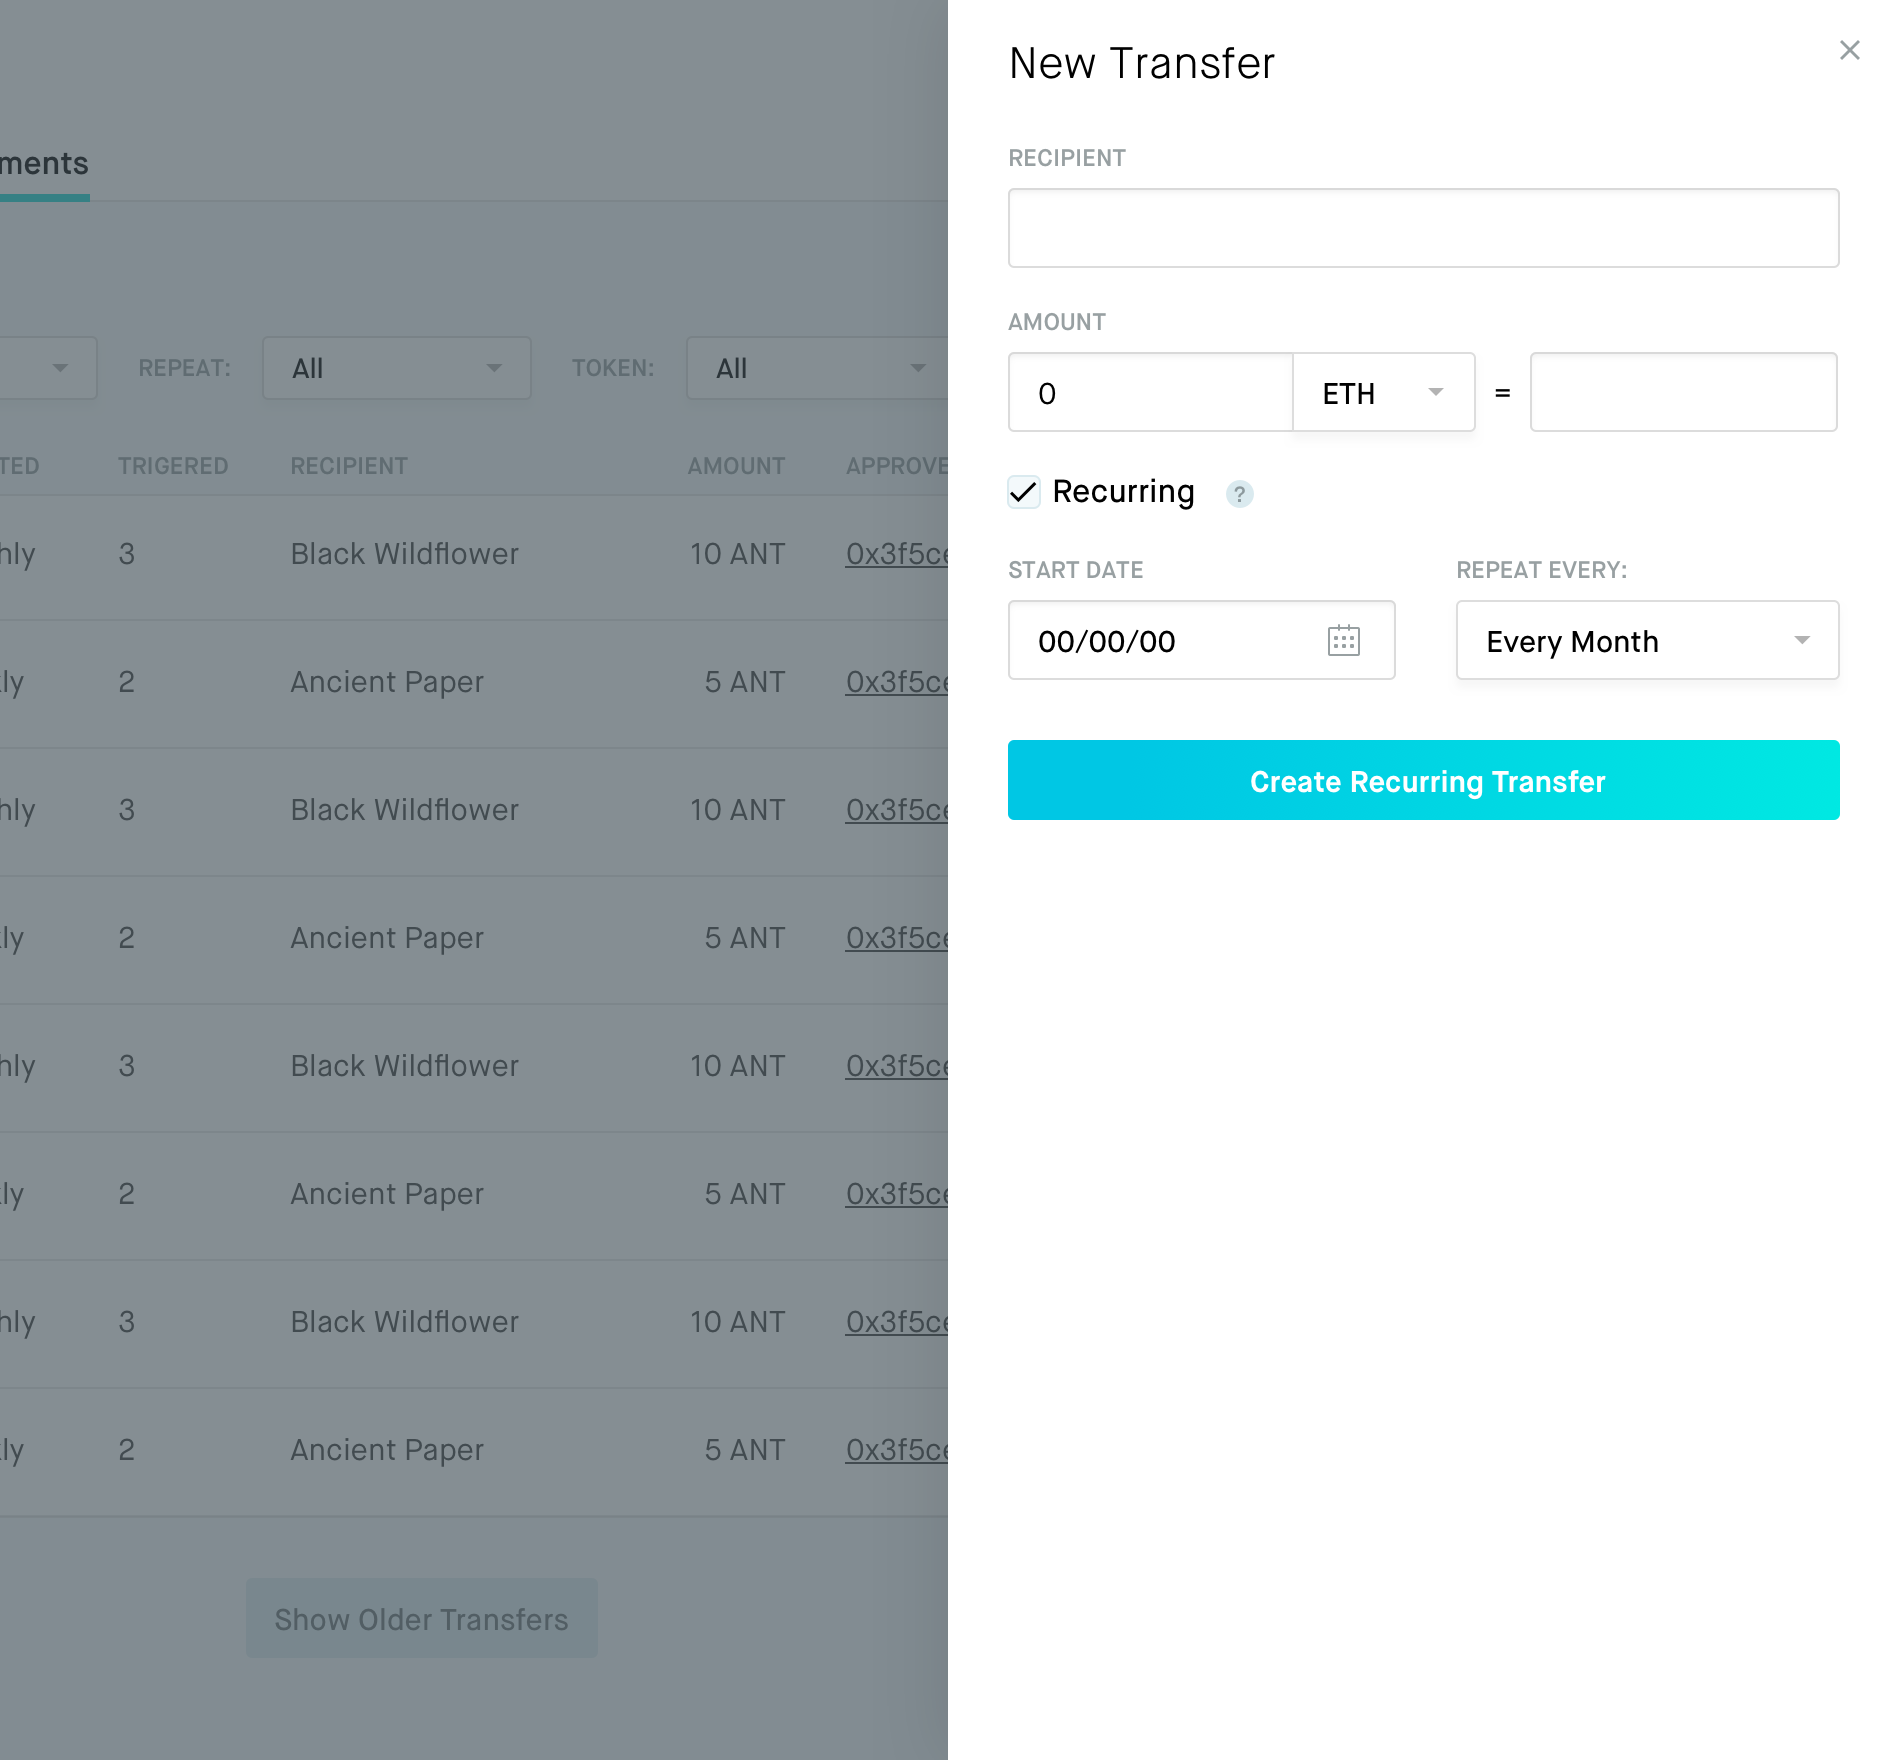 ments
REPEAT: All TOKEN: All
TED TRIGERED RECIPIENT AMOUNT APPROVE
hly 3 Black Wildflower 10 ANT 0x3f5ce
ly 2 Ancient Paper 5 ANT 0x3f5ce
hly 3 Black Wildflower 10 ANT 0x3f5ce
ly 2 Ancient Paper 5 ANT 0x3f5ce
hly 3 Black Wildflower 10 ANT 0x3f5ce
ly 2 Ancient Paper 5 ANT 0x3f5ce
hly 3 Black Wildflower 10 ANT 0x3f5ce
ly 2 Ancient Paper 5 ANT 0x3f5ce
Show Older Transfers
New Transfer
RECIPIENT
AMOUNT
0 ETH =
Recurring ?
START DATE REPEAT EVERY:
00/00/00 Every Month
Create Recurring Transfer